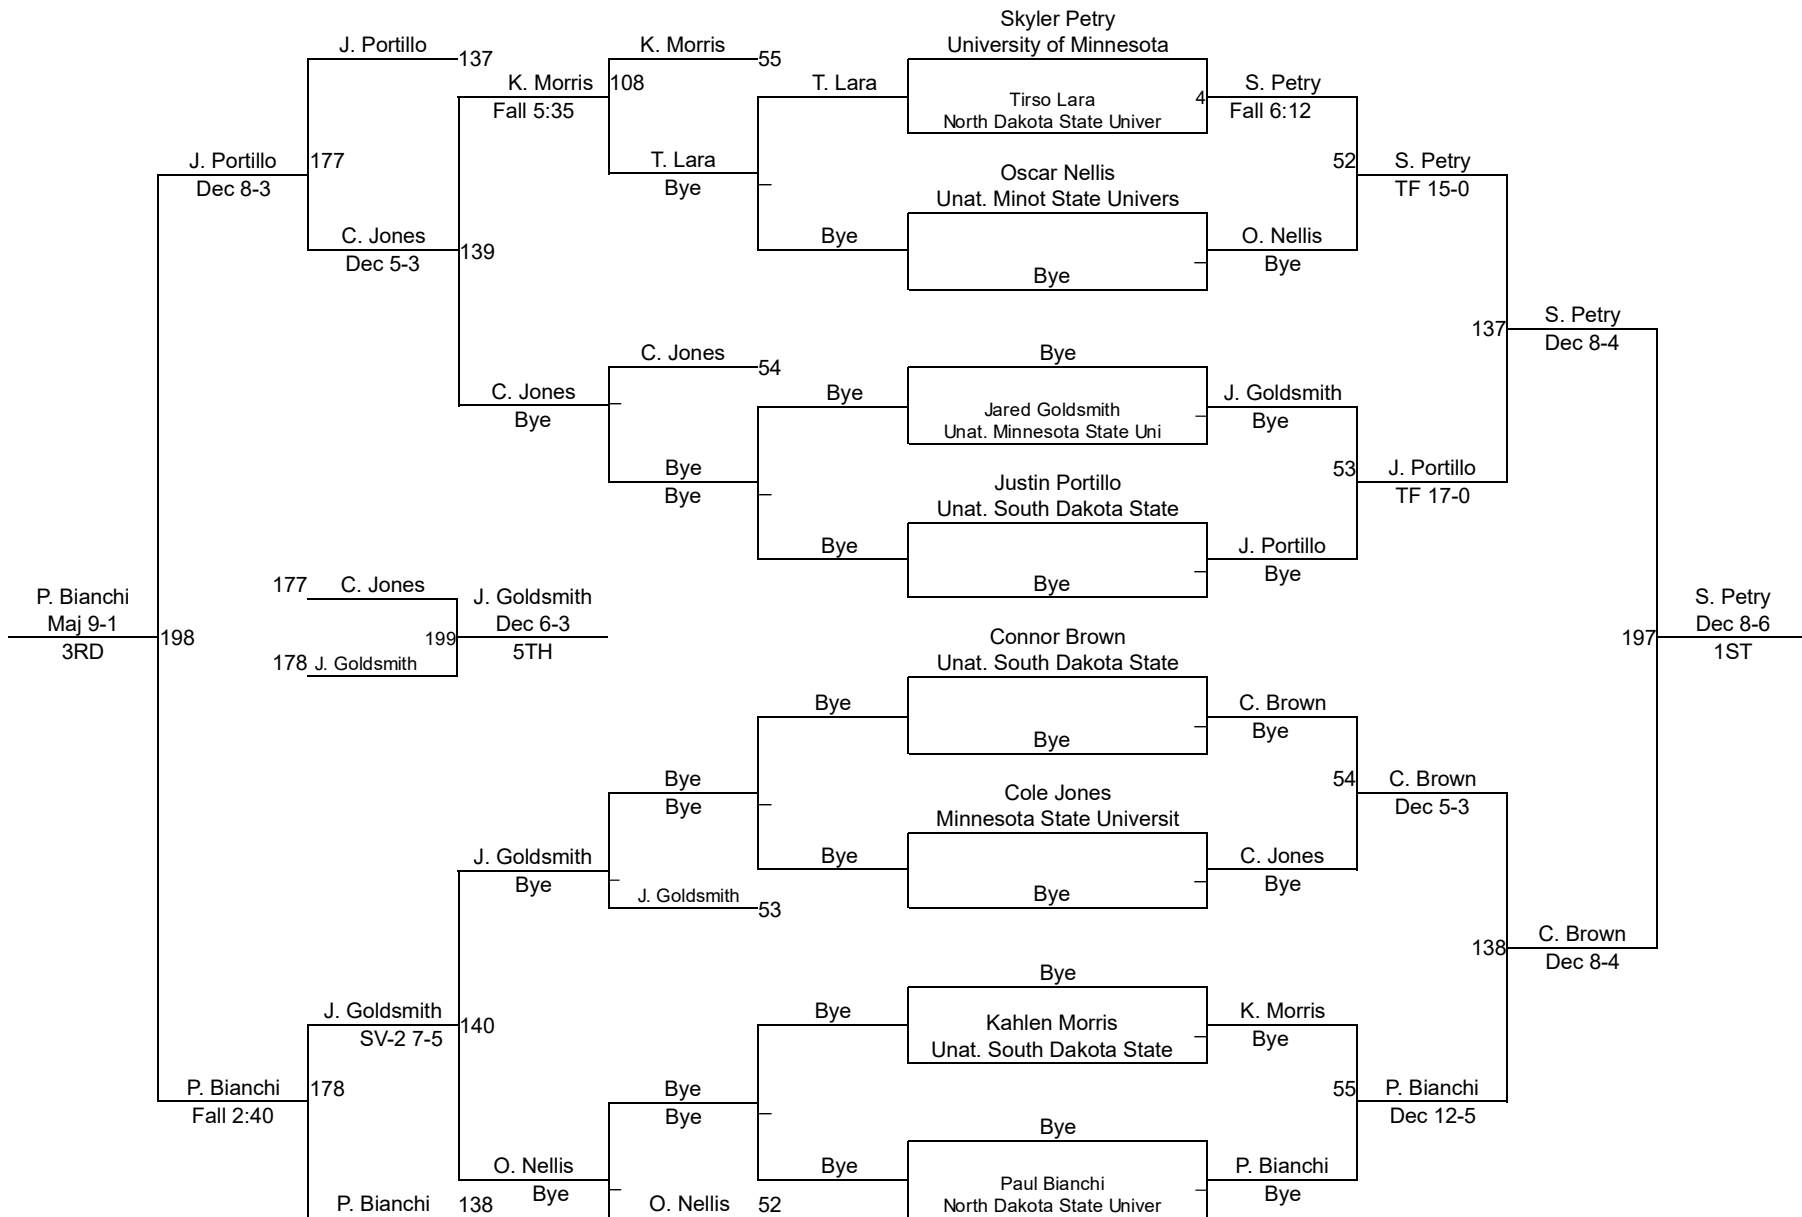 Skyler Petry
J. Portillo
137
K. Morris
55
University of Minnesota
K. Morris
108
T. Lara
Tirso Lara
4
S. Petry
Fall 5:35
North Dakota State Univer
Fall 6:12
J. Portillo
177
T. Lara
Oscar Nellis
52
S. Petry
Dec 8-3
Bye
Unat. Minot State Univers
TF 15-0
C. Jones
139
Bye
O. Nellis
Dec 5-3
Bye
Bye
137
S. Petry
C. Jones
54
Bye
Dec 8-4
C. Jones
Bye
Jared Goldsmith
J. Goldsmith
Bye
Unat. Minnesota State Uni
Bye
Bye
Justin Portillo
53
J. Portillo
Bye
Unat. South Dakota State
TF 17-0
Bye
J. Portillo
Bye
Bye
177
C. Jones
P. Bianchi
J. Goldsmith
S. Petry
Maj 9-1
198
199
Dec 6-3
Connor Brown
197
Dec 8-6
3RD
178
J. Goldsmith
5TH
Unat. South Dakota State
1ST
Bye
C. Brown
Bye
Bye
Bye
Cole Jones
54
C. Brown
Bye
Minnesota State Universit
Dec 5-3
J. Goldsmith
Bye
C. Jones
Bye
J. Goldsmith
53
Bye
Bye
138
C. Brown
Bye
Dec 8-4
J. Goldsmith
140
Bye
Kahlen Morris
K. Morris
SV-2 7-5
Unat. South Dakota State
Bye
P. Bianchi
178
Bye
55
P. Bianchi
Fall 2:40
Bye
Bye
Dec 12-5
O. Nellis
Bye
Paul Bianchi
P. Bianchi
P. Bianchi
138
Bye
O. Nellis
52
North Dakota State Univer
Bye